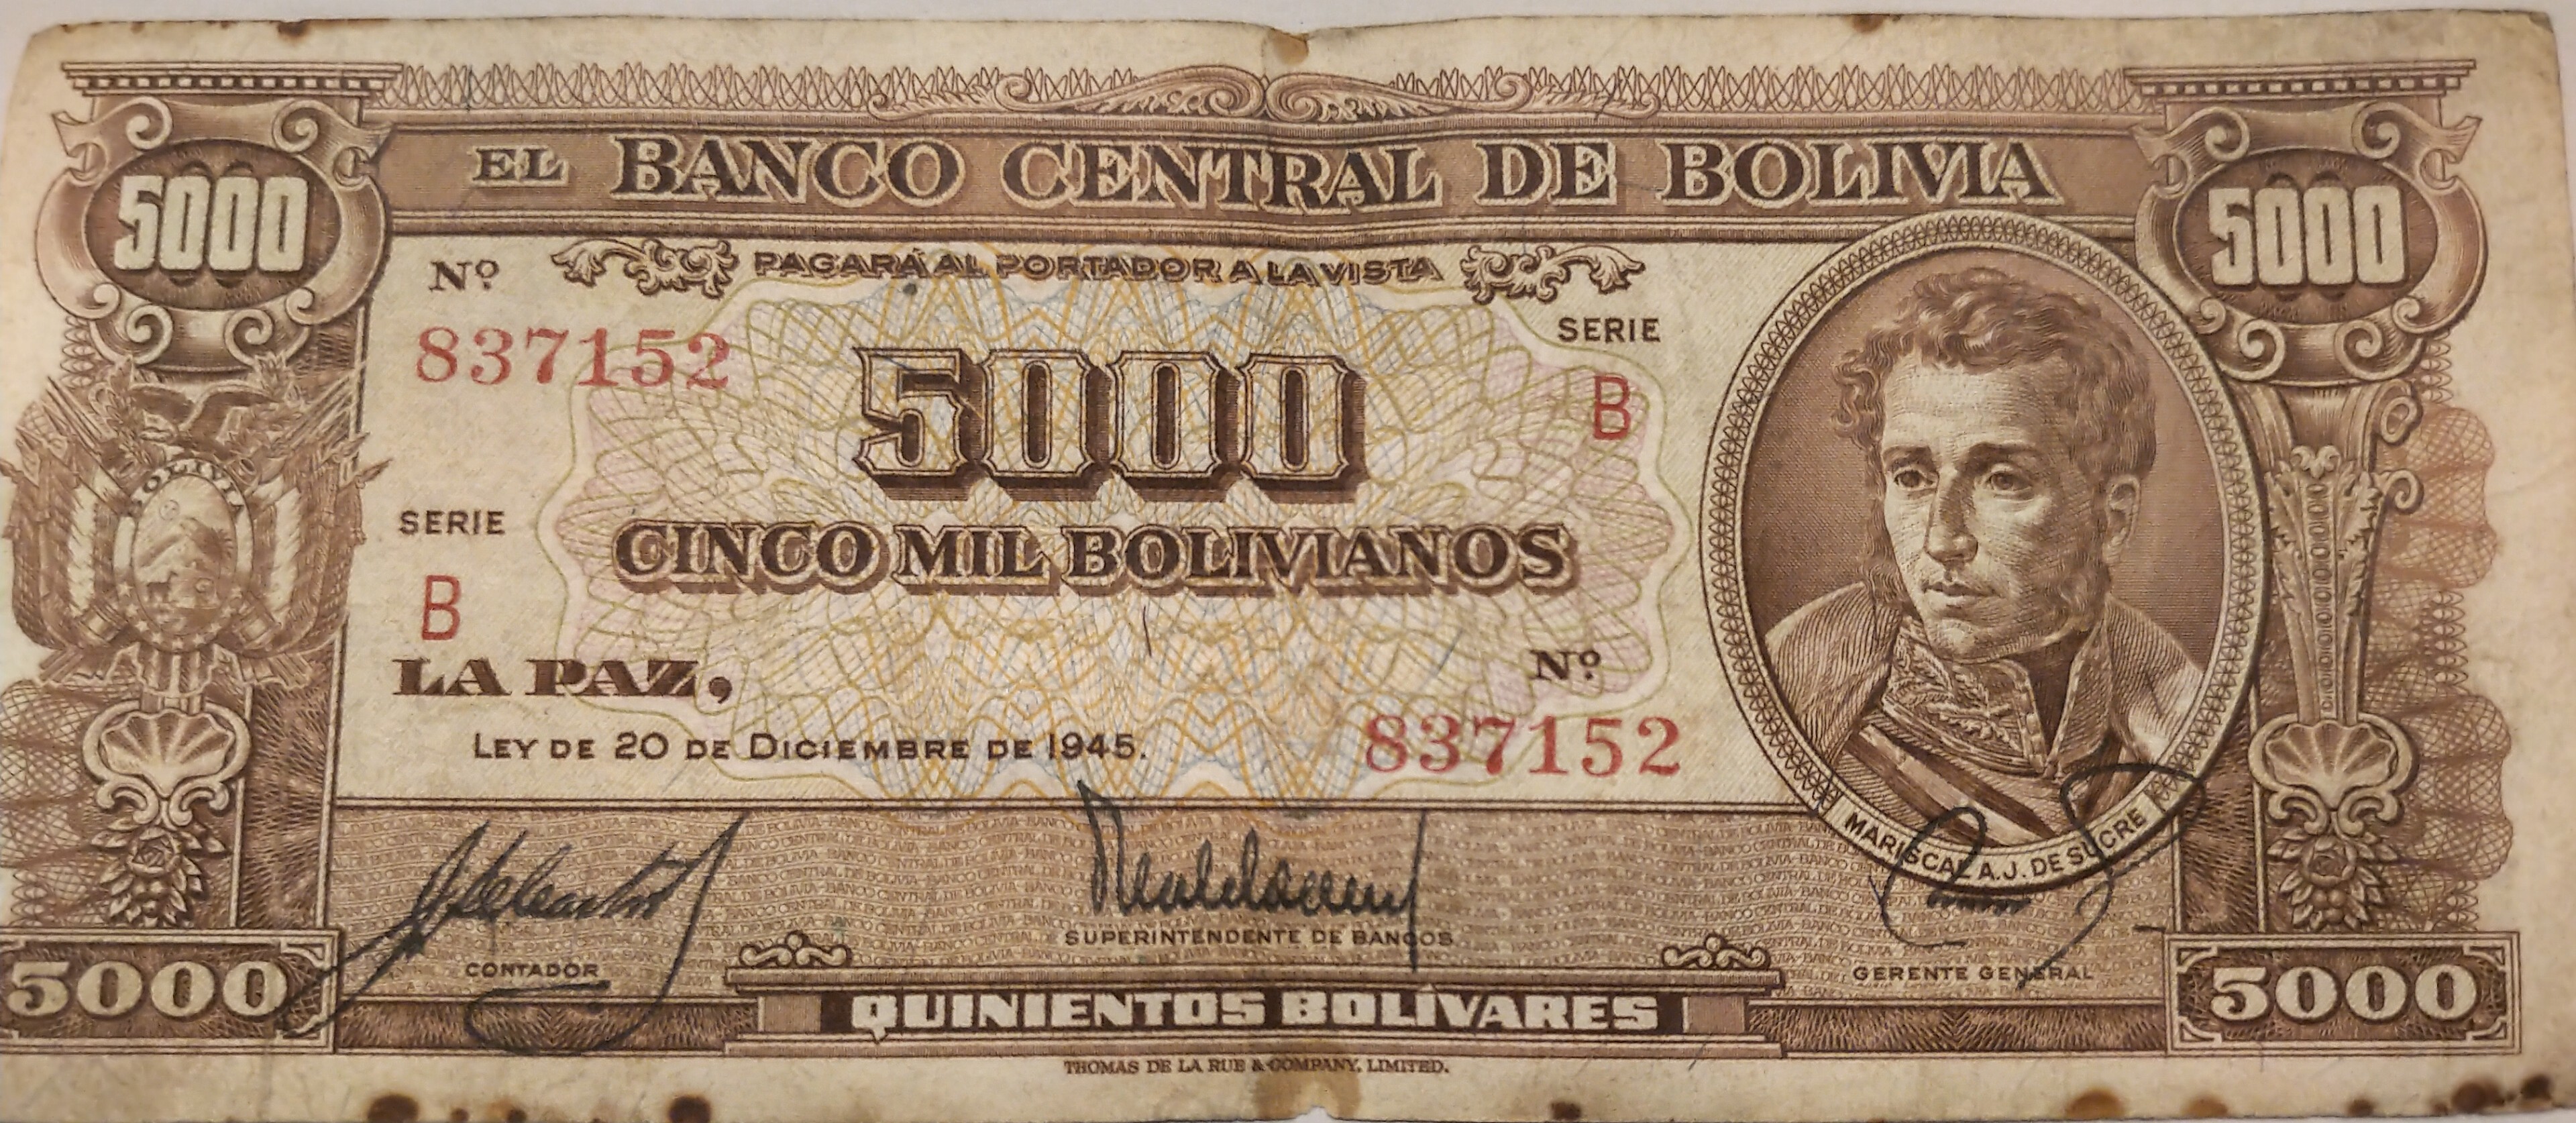 5000
EL BANCO CENTRAL DE BOLIVIA
5000
Nº
PAGARÁ AL PORTADOR A LA VISTA
837152
SERIE
B
5000
CINCO MIL BOLIVIANOS
BOLIVIA
SERIE
B
LA PAZ,
Nº
837152
LEY DE 20 DE DICIEMBRE DE 1945.
MARISCAL A.J. DE SUCRE
CONTADOR
SUPERINTENDENTE DE BANCOS
GERENTE GENERAL
5000
QUINIENTOS BOLÍVARES
5000
THOMAS DE LA RUE & COMPANY, LIMITED.